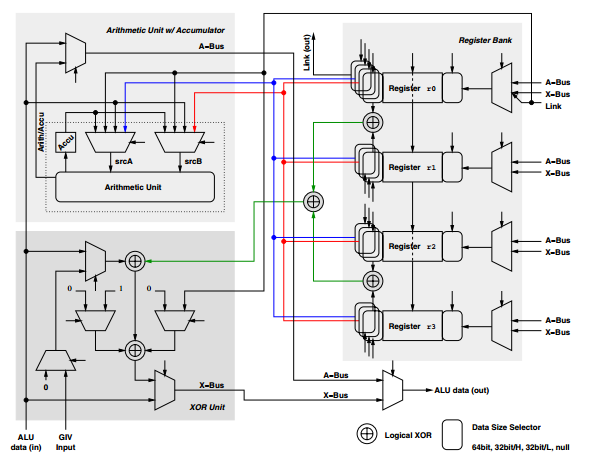 Arithmetic Unit w/ Accumulator
A=Bus
Link (out)
Register Bank
Register r0
A=Bus
X=Bus
Link
Arith/Accu
Accu
srcA
srcB
Arithmetic Unit
Register r1
A=Bus
X=Bus
Register r2
A=Bus
X=Bus
0
1
0
Register r3
A=Bus
X=Bus
0
X=Bus
XOR Unit
A=Bus
X=Bus
ALU data (out)
ALU
data (in)
GIV
Input
Logical XOR
Data Size Selector
64bit, 32bit/H, 32bit/L, null